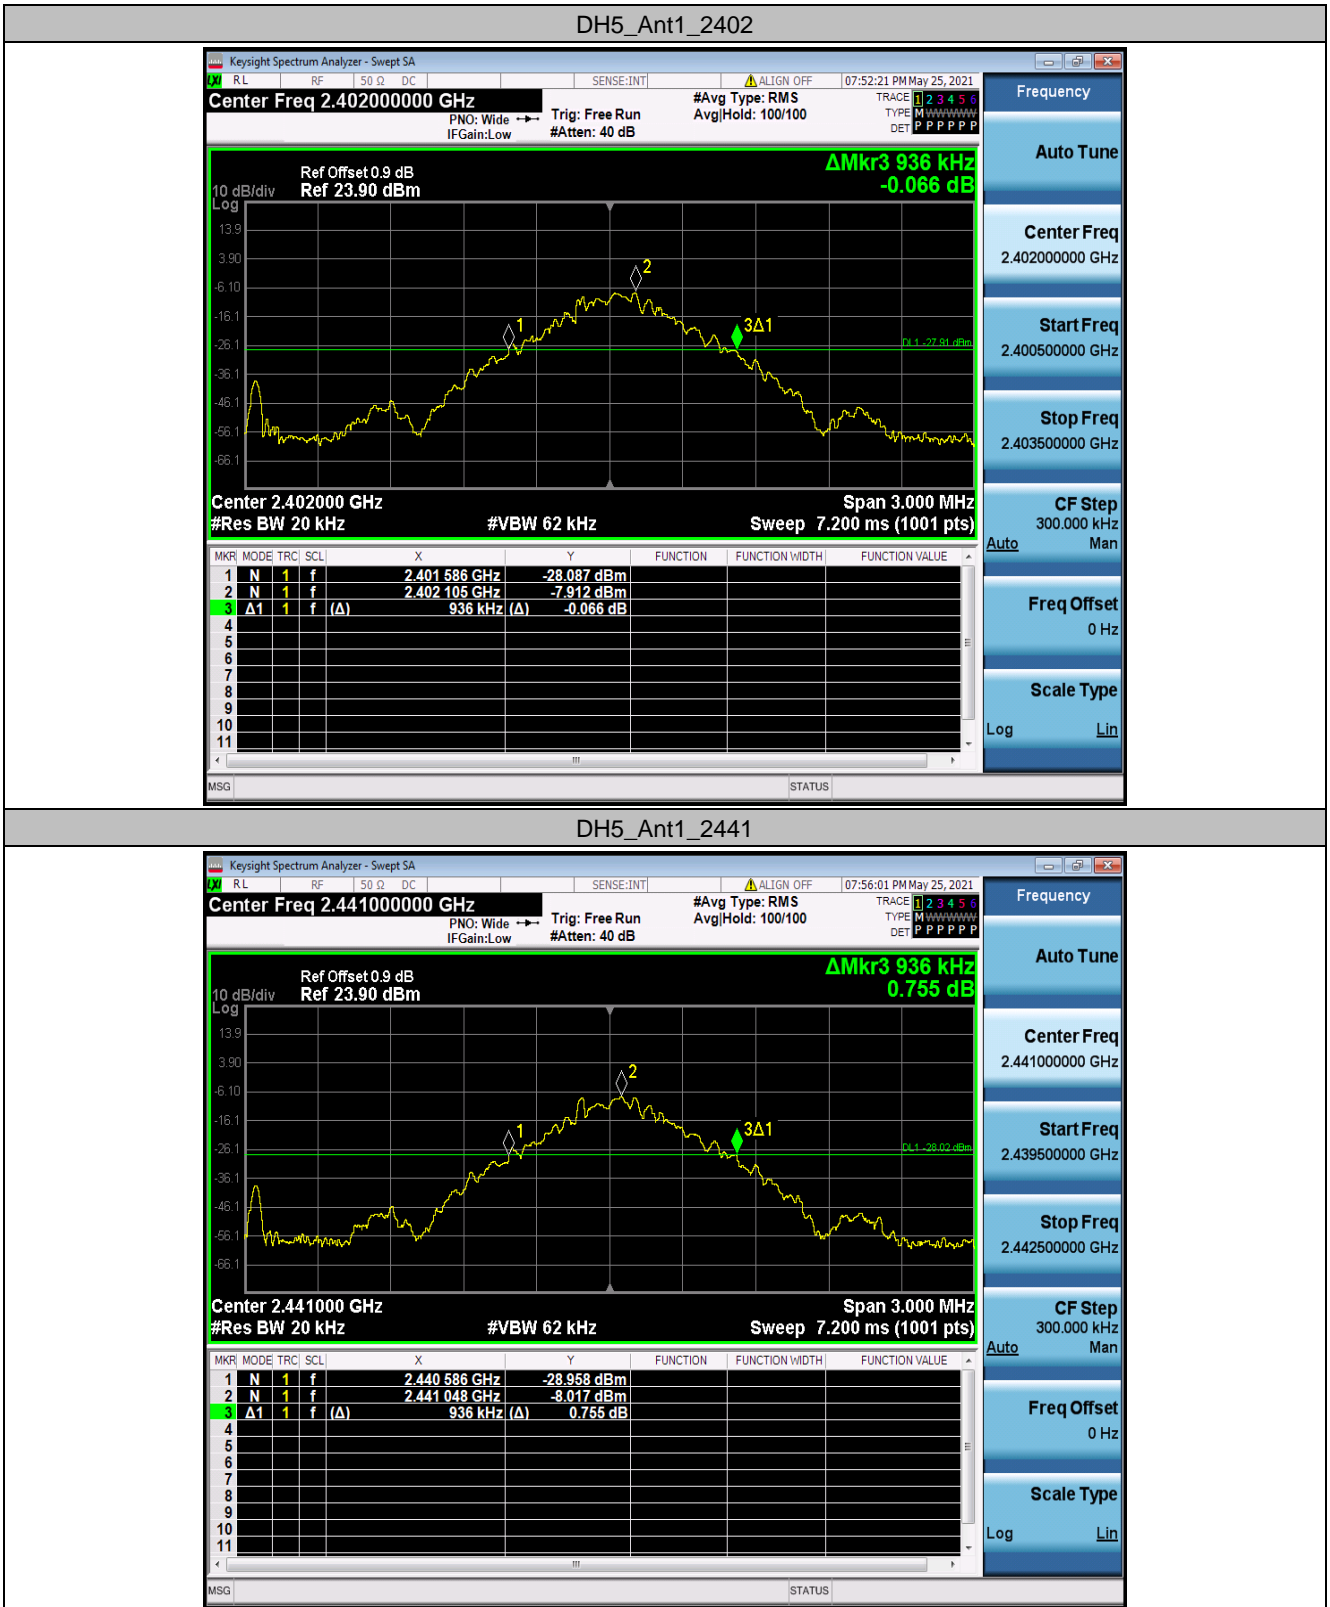 DH5_Ant1_2402
Keysight Spectrum Analyzer - Swept SA
LXI RL RF 50 Ω DC SENSE:INT ALIGN OFF 07:52:21 PM May 25, 2021
Center Freq 2.402000000 GHz
PNO: Wide
IFGain:Low
Trig: Free Run
#Atten: 40 dB
#Avg Type: RMS
Avg|Hold: 100/100
TRACE 1 2 3 4 5 6
TYPE M WWWWW
DET P P P P P P
Ref Offset 0.9 dB
10 dB/div Ref 23.90 dBm
Log
ΔMkr3 936 kHz
-0.066 dB
13.9
3.90
-6.10
-16.1
-26.1
-36.1
-46.1
-56.1
-66.1
1
2
3Δ1
DL1 -27.91 dBm
Center 2.402000 GHz Span 3.000 MHz
#Res BW 20 kHz #VBW 62 kHz Sweep 7.200 ms (1001 pts)
MKR MODE TRC SCL X Y FUNCTION FUNCTION WIDTH FUNCTION VALUE
1 N 1 f 2.401 586 GHz -28.087 dBm
2 N 1 f 2.402 105 GHz -7.912 dBm
3 Δ1 1 f (Δ) 936 kHz (Δ) -0.066 dB
4
5
6
7
8
9
10
11
MSG STATUS
Frequency
Auto Tune
Center Freq
2.402000000 GHz
Start Freq
2.400500000 GHz
Stop Freq
2.403500000 GHz
CF Step
300.000 kHz
Auto Man
Freq Offset
0 Hz
Scale Type
Log Lin
DH5_Ant1_2441
Keysight Spectrum Analyzer - Swept SA
LXI RL RF 50 Ω DC SENSE:INT ALIGN OFF 07:56:01 PM May 25, 2021
Center Freq 2.441000000 GHz
PNO: Wide
IFGain:Low
Trig: Free Run
#Atten: 40 dB
#Avg Type: RMS
Avg|Hold: 100/100
TRACE 1 2 3 4 5 6
TYPE M WWWWW
DET P P P P P P
Ref Offset 0.9 dB
10 dB/div Ref 23.90 dBm
Log
ΔMkr3 936 kHz
0.755 dB
13.9
3.90
-6.10
-16.1
-26.1
-36.1
-46.1
-56.1
-66.1
1
2
3Δ1
DL1 -28.02 dBm
Center 2.441000 GHz Span 3.000 MHz
#Res BW 20 kHz #VBW 62 kHz Sweep 7.200 ms (1001 pts)
MKR MODE TRC SCL X Y FUNCTION FUNCTION WIDTH FUNCTION VALUE
1 N 1 f 2.440 586 GHz -28.958 dBm
2 N 1 f 2.441 048 GHz -8.017 dBm
3 Δ1 1 f (Δ) 936 kHz (Δ) 0.755 dB
4
5
6
7
8
9
10
11
MSG STATUS
Frequency
Auto Tune
Center Freq
2.441000000 GHz
Start Freq
2.439500000 GHz
Stop Freq
2.442500000 GHz
CF Step
300.000 kHz
Auto Man
Freq Offset
0 Hz
Scale Type
Log Lin